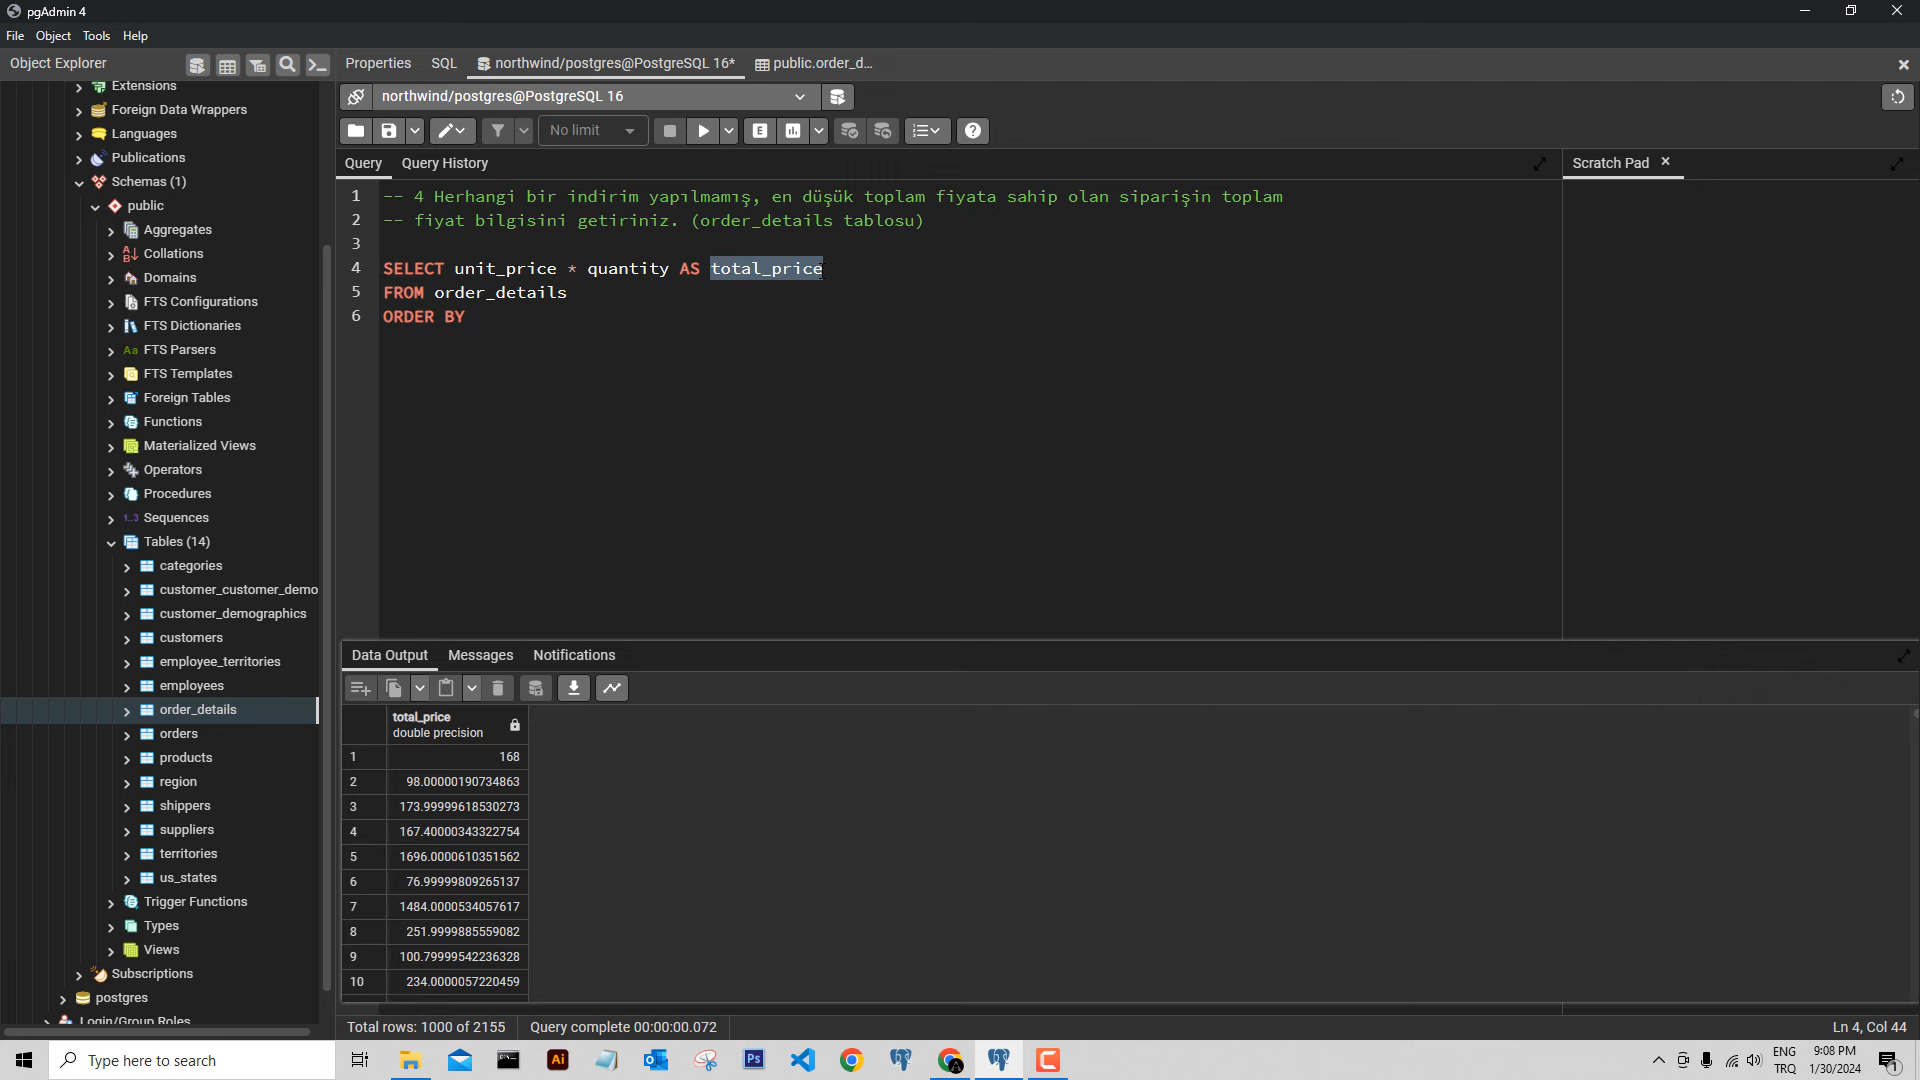 pgAdmin 4
File Object Tools Help
Object Explorer
Properties SQL northwind/postgres@PostgreSQL 16* public.order_d...
northwind/postgres@PostgreSQL 16
No limit
E
Query Query History
Scratch Pad
1 -- 4 Herhangi bir indirim yapılmamış, en düşük toplam fiyata sahip olan siparişin toplam
2 -- fiyat bilgisini getiriniz. (order_details tablosu)
3
4 SELECT unit_price * quantity AS total_price
5 FROM order_details
6 ORDER BY
Extensions
Foreign Data Wrappers
Languages
Publications
Schemas (1)
public
Aggregates
Collations
Domains
FTS Configurations
FTS Dictionaries
Aa FTS Parsers
FTS Templates
Foreign Tables
Functions
Materialized Views
Operators
Procedures
1..3 Sequences
Tables (14)
categories
customer_customer_demo
customer_demographics
customers
employee_territories
employees
order_details
orders
products
region
shippers
suppliers
territories
us_states
Trigger Functions
Types
Views
Subscriptions
postgres
Login/Group Roles
Data Output Messages Notifications
total_price
double precision
1 168
2 98.00000190734863
3 173.99999618530273
4 167.40000343322754
5 1696.0000610351562
6 76.99999809265137
7 1484.0000534057617
8 251.9999885559082
9 100.79999542236328
10 234.0000057220459
Total rows: 1000 of 2155 Query complete 00:00:00.072 Ln 4, Col 44
Type here to search
Ai
Ps
ENG
TRQ
9:08 PM
1/30/2024
1